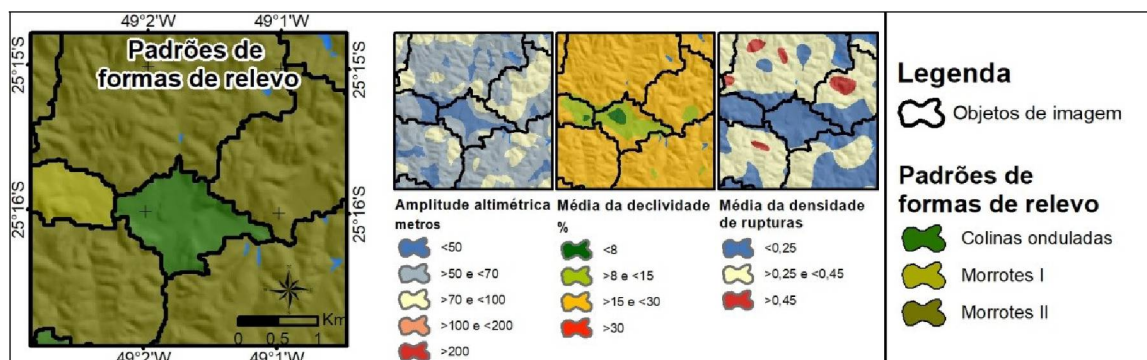 49°2'W
49°1'W
Padrões de
formas de relevo
25°15'S
25°16'S
25°15'S
25°16'S
Km
0
0.5
1
49°2'W
49°1'W
Amplitude altimétrica
metros
<50
>50 e <70
>70 e <100
>100 e <200
>200
Média da declividade
%
<8
>8 e <15
>15 e <30
>30
Média da densidade
de rupturas
<0,25
>0,25 e <0,45
>0,45
Legenda
Objetos de imagem
Padrões de
formas de relevo
Colinas onduladas
Morrotes I
Morrotes II